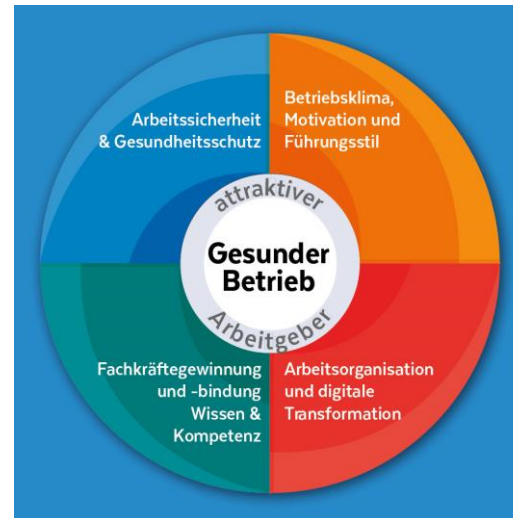 Arbeitssicherheit
& Gesundheitsschutz
Betriebsklima,
Motivation und
Führungsstil
attraktiver
Gesunder
Betrieb
Arbeitgeber
Fachkräftegewinnung
und -bindung
Wissen &
Kompetenz
Arbeitsorganisation
und digitale
Transformation